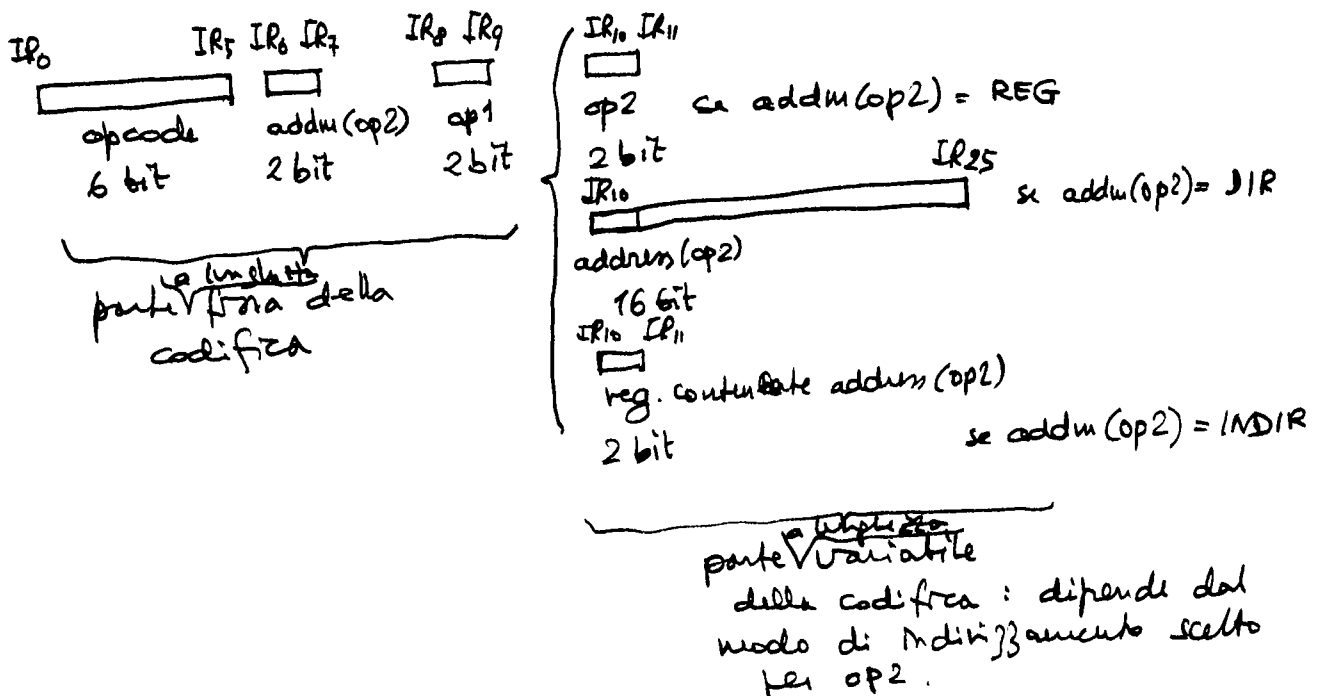 IR0 IR5 IR6 IR7 IR8 IR9
opcode addm(op2) op1
6 bit 2 bit 2 bit
parte a lunghezza fissa della
codifica
IR10 IR11
op2 se addm(op2) = REG
2 bit
IR10 IR25
se addm(op2) = DIR
address(op2)
16 bit
IR10 IR11
reg. contenente address(op2)
2 bit se addm(op2) = INDIR
parte a lunghezza variabile
della codifica : dipende dal
modo di indirizzamento scelto
per op2.